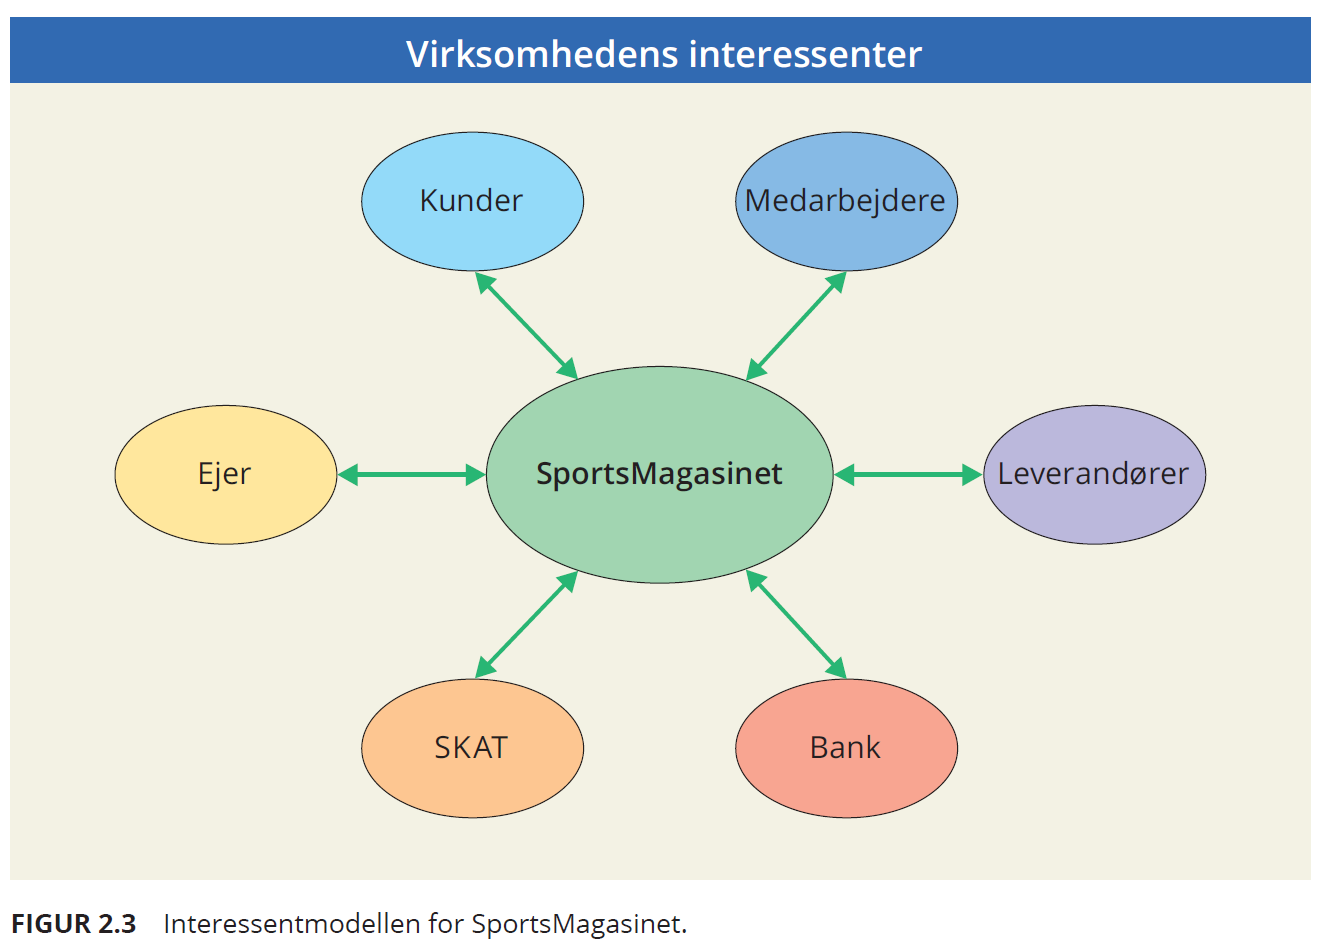 Virksomhedens interessenter
Kunder
Medarbejdere
Ejer
SportsMagasinet
Leverandører
SKAT
Bank
FIGUR 2.3 Interessentmodellen for SportsMagasinet.